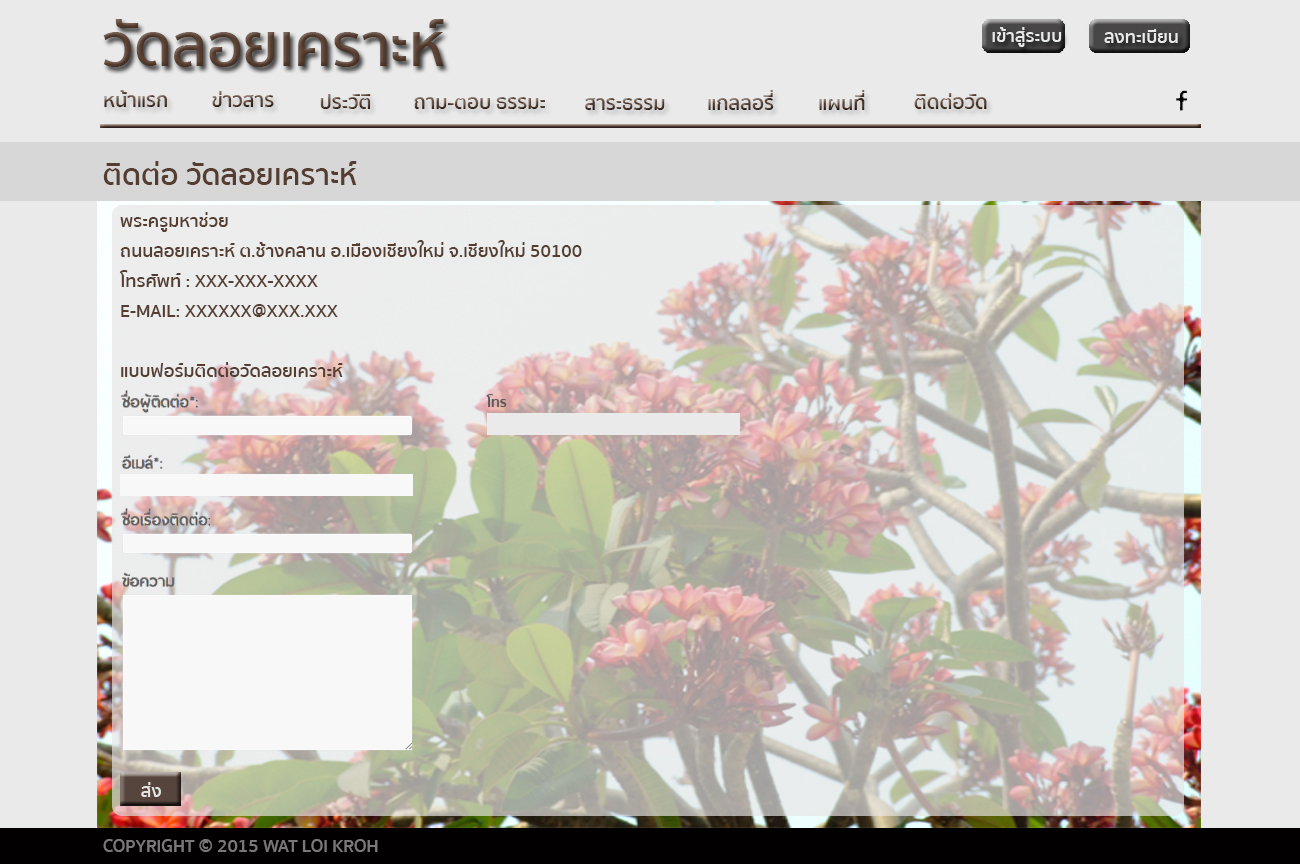 วัดลอยเคราะห์
เข้าสู่ระบบ ลงทะเบียน
หน้าแรก ข่าวสาร ประวัติ ถาม-ตอบ ธรรมะ สาระธรรม แกลลอรี่ แผนที่ ติดต่อวัด f
ติดต่อ วัดลอยเคราะห์
พระครูมหาช่วย
ถนนลอยเคราะห์ ต.ช้างคลาน อ.เมืองเชียงใหม่ จ.เชียงใหม่ 50100
โทรศัพท์ : XXX-XXX-XXXX
E-MAIL: XXXXXX@XXX.XXX
แบบฟอร์มติดต่อวัดลอยเคราะห์
ชื่อผู้ติดต่อ*: โทร
อีเมล์*:
ชื่อเรื่องติดต่อ:
ข้อความ
ส่ง
COPYRIGHT © 2015 WAT LOI KROH